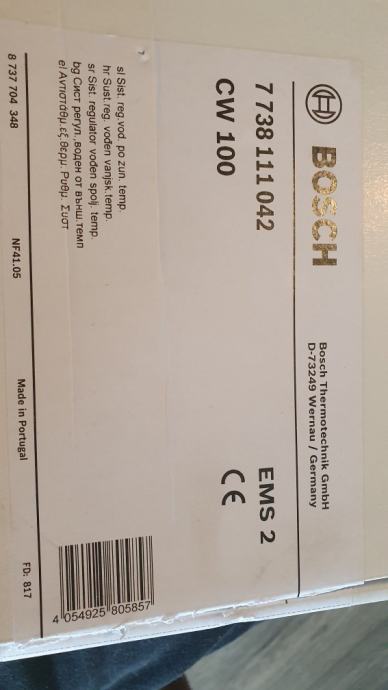 BOSCH
Bosch Thermotechnik GmbH
D-73249 Wernau / Germany
7 738 111 042
EMS 2
CW 100
CE
sl Sist. reg.vod. po zun. temp.
hr Sust.reg. vođen vanjsk.temp.
sr Sist. regulator vođen spolj. temp.
bg Сист регул.,воден от външ.темп
el Αντιστάθμ εξ.θερμ. Ρυθμ. Συστ
4 054925 805857
8 737 704 348
NF41.05
Made in Portugal
FD: 817